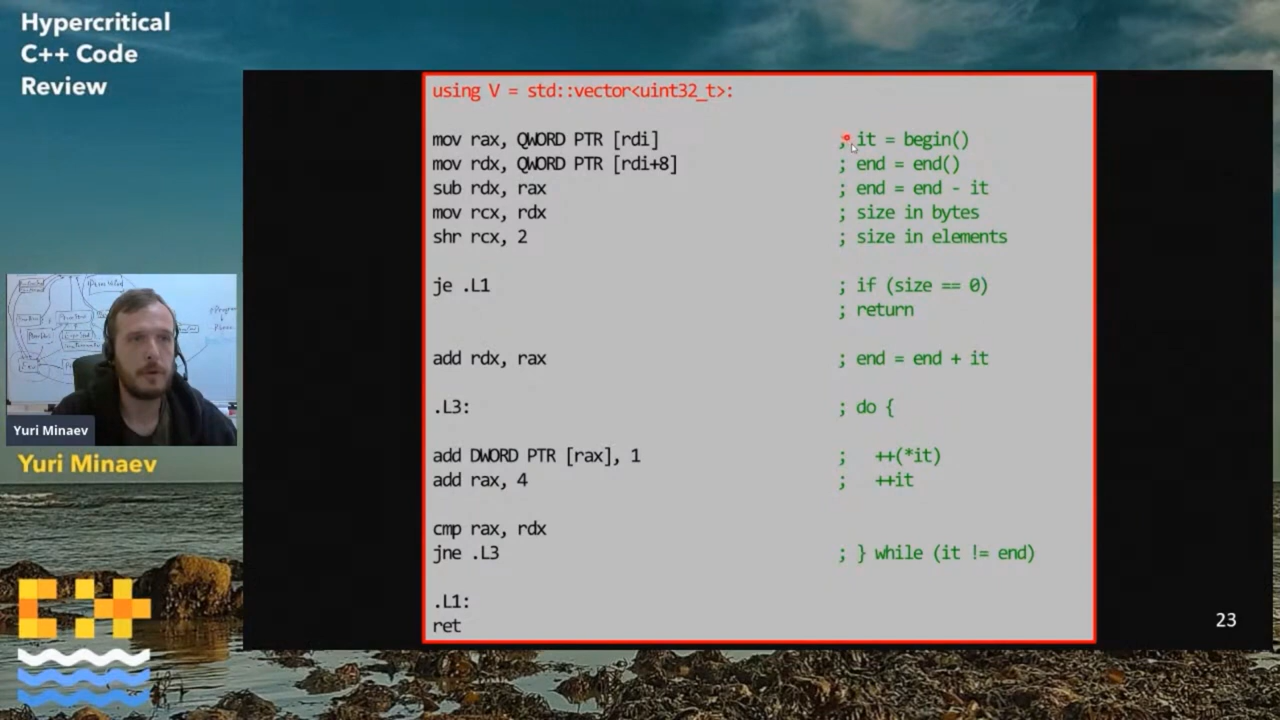 Hypercritical
C++ Code
Review
using V = std::vector<uint32_t>:
mov rax, QWORD PTR [rdi] ; it = begin()
mov rdx, QWORD PTR [rdi+8] ; end = end()
sub rdx, rax ; end = end - it
mov rcx, rdx ; size in bytes
shr rcx, 2 ; size in elements
je .L1 ; if (size == 0)
; return
add rdx, rax ; end = end + it
.L3: ; do {
add DWORD PTR [rax], 1 ; ++(*it)
add rax, 4 ; ++it
cmp rax, rdx
jne .L3 ; } while (it != end)
.L1:
ret
23
Yuri Minaev
Yuri Minaev
C++